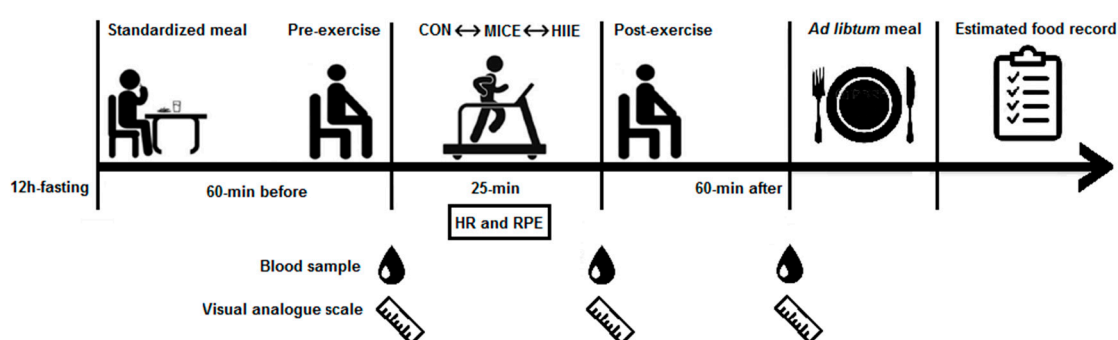 Standardized meal
Pre-exercise
CON ↔ MICE ↔ HIIE
Post-exercise
Ad libtum meal
Estimated food record
12h-fasting
60-min before
25-min
60-min after
HR and RPE
Blood sample
Visual analogue scale